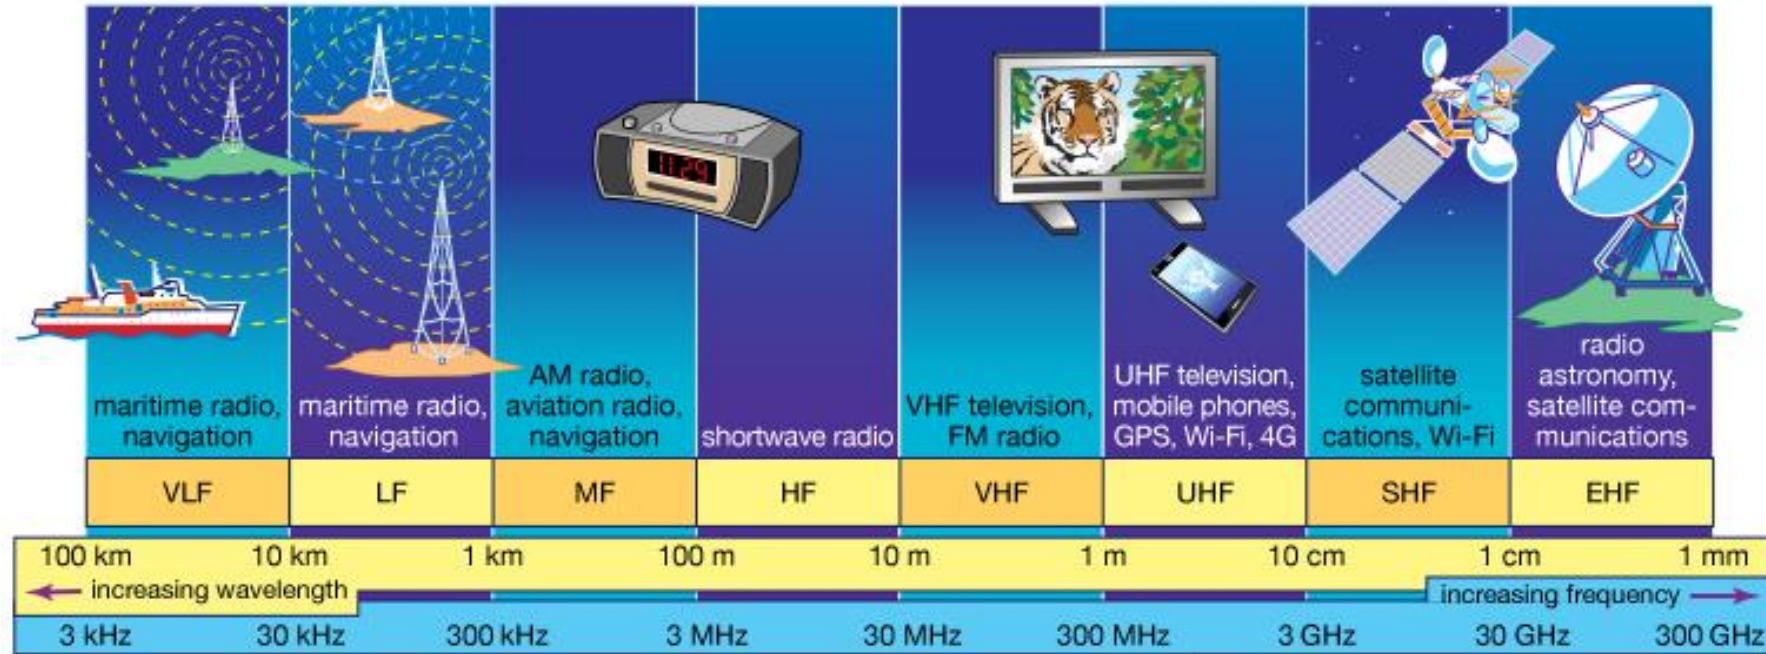 11:29
maritime radio,
navigation
maritime radio,
navigation
AM radio,
aviation radio,
navigation
shortwave radio
VHF television,
FM radio
UHF television,
mobile phones,
GPS, Wi-Fi, 4G
satellite
communi-
cations, Wi-Fi
radio
astronomy,
satellite com-
munications
VLF LF MF HF VHF UHF SHF EHF
100 km 10 km 1 km 100 m 10 m 1 m 10 cm 1 cm 1 mm
increasing wavelength
increasing frequency
3 kHz 30 kHz 300 kHz 3 MHz 30 MHz 300 MHz 3 GHz 30 GHz 300 GHz